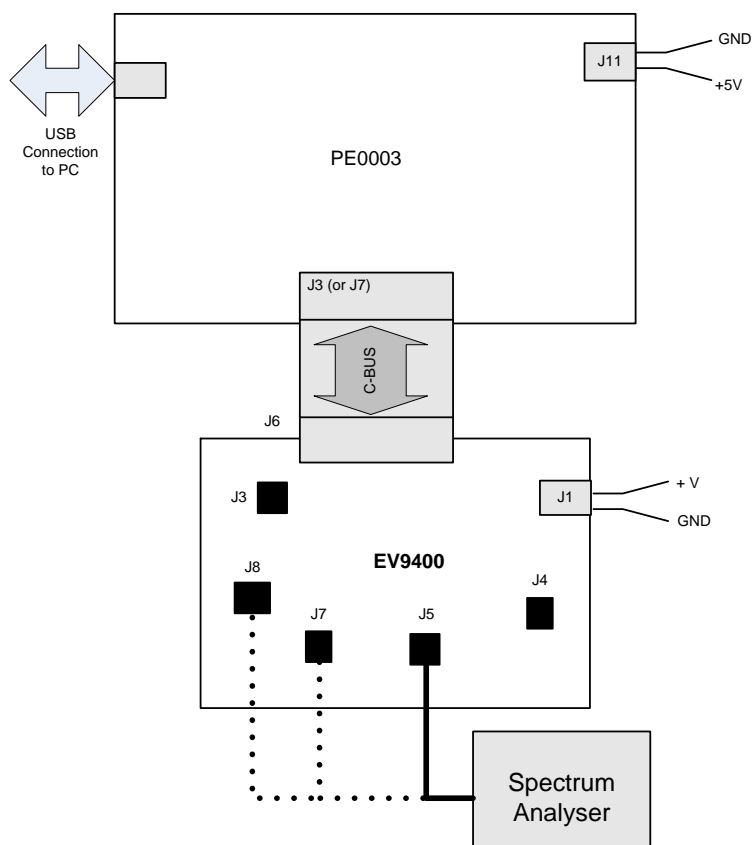 GND
J11
+5V
USB
Connection
to PC
PE0003
J3 (or J7)
C-BUS
J6
J3
J1
+ V
GND
EV9400
J8
J4
J7
J5
Spectrum
Analyser